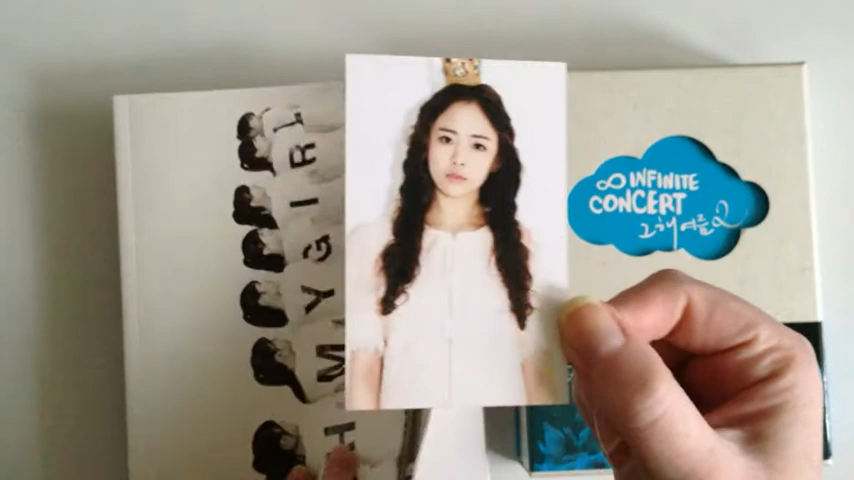 H MY GIRL
∞ INFINITE
CONCERT
그 해 여름 2